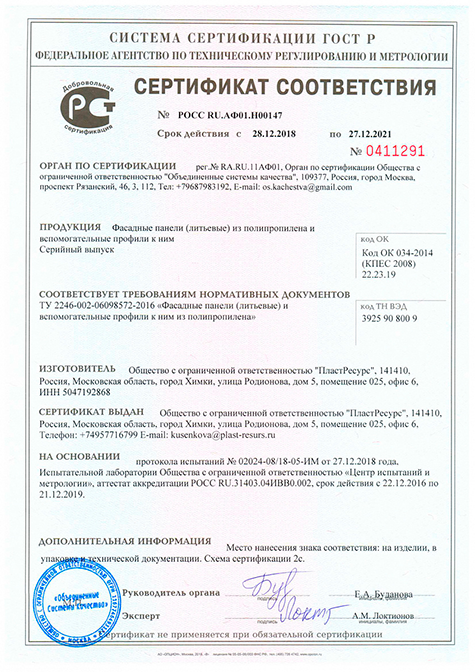 СИСТЕМА СЕРТИФИКАЦИИ ГОСТ Р
ФЕДЕРАЛЬНОЕ АГЕНТСТВО ПО ТЕХНИЧЕСКОМУ РЕГУЛИРОВАНИЮ И МЕТРОЛОГИИ
Добровольная
сертификация
СЕРТИФИКАТ СООТВЕТСТВИЯ
№ РОСС RU.АФ01.Н00147
Срок действия с 28.12.2018 по 27.12.2021
№ 0411291
ОРГАН ПО СЕРТИФИКАЦИИ рег.№ RA.RU.11АФ01, Орган по сертификации Общества с
ограниченной ответственностью "Объединенные системы качества", 109377, Россия, город Москва,
проспект Рязанский, 46, 3, 112, Тел: +79687983192, E-mail: os.kachestva@gmail.com
ПРОДУКЦИЯ Фасадные панели (литьевые) из полипропилена и
вспомогательные профили к ним
Серийный выпуск
код ОК
Код ОК 034-2014
(КПЕС 2008)
22.23.19
СООТВЕТСТВУЕТ ТРЕБОВАНИЯМ НОРМАТИВНЫХ ДОКУМЕНТОВ
ТУ 2246-002-06098572-2016 «Фасадные панели (литьевые) и
вспомогательные профили к ним из полипропилена»
код ТН ВЭД
3925 90 800 9
ИЗГОТОВИТЕЛЬ Общество с ограниченной ответственностью "ПластРесурс", 141410,
Россия, Московская область, город Химки, улица Родионова, дом 5, помещение 025, офис 6,
ИНН 5047192868
СЕРТИФИКАТ ВЫДАН Общество с ограниченной ответственностью "ПластРесурс", 141410,
Россия, Московская область, город Химки, улица Родионова, дом 5, помещение 025, офис 6,
Телефон: +74957716799 E-mail: kusenkova@plast-resurs.ru
НА ОСНОВАНИИ протокола испытаний № 02024-08/18-05-ИМ от 27.12.2018 года,
Испытательной лаборатории Общества с ограниченной ответственностью «Центр испытаний и
метрологии», аттестат аккредитации РОСС RU.31403.04ИВВ0.002, срок действия с 22.12.2016 по
21.12.2019.
ДОПОЛНИТЕЛЬНАЯ ИНФОРМАЦИЯ Место нанесения знака соответствия: на изделии, в
упаковке и технической документации. Схема сертификации 2с.
Руководитель органа
подпись
Е.А. Буданова
Эксперт
подпись
А.М. Локтионов
инициалы, фамилия
«Объединенные
Системы качества»
МОСКВА
Сертификат не применяется при обязательной сертификации